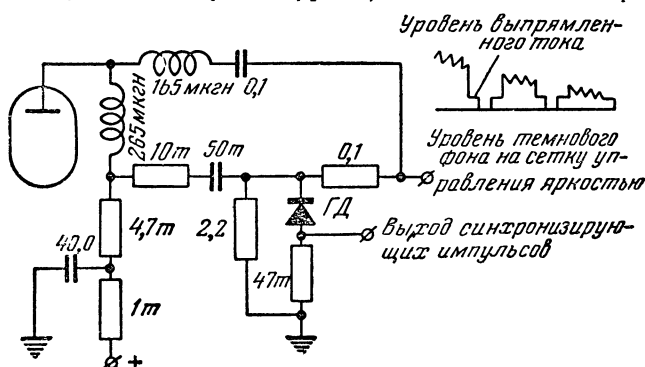 Уровень выпрямлен-
ного тока
165 мкгн 0,1
265 мкгн
10т
50т
0,1
Уровень темнового
фона на сетку уп-
равления яркостью
4,7т
2,2
ГД
Выход синхронизирую-
щих импульсов
40,0
47т
1т
+